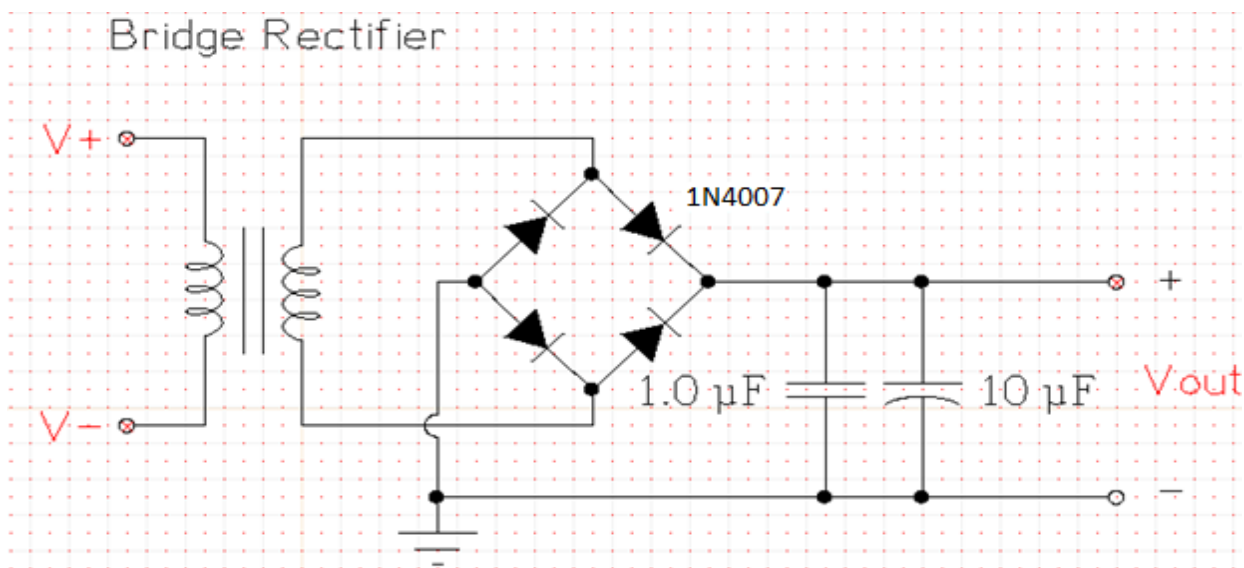 Bridge Rectifier
V+
1N4007
+
1.0 µF
10 µF
Vout
V-
-